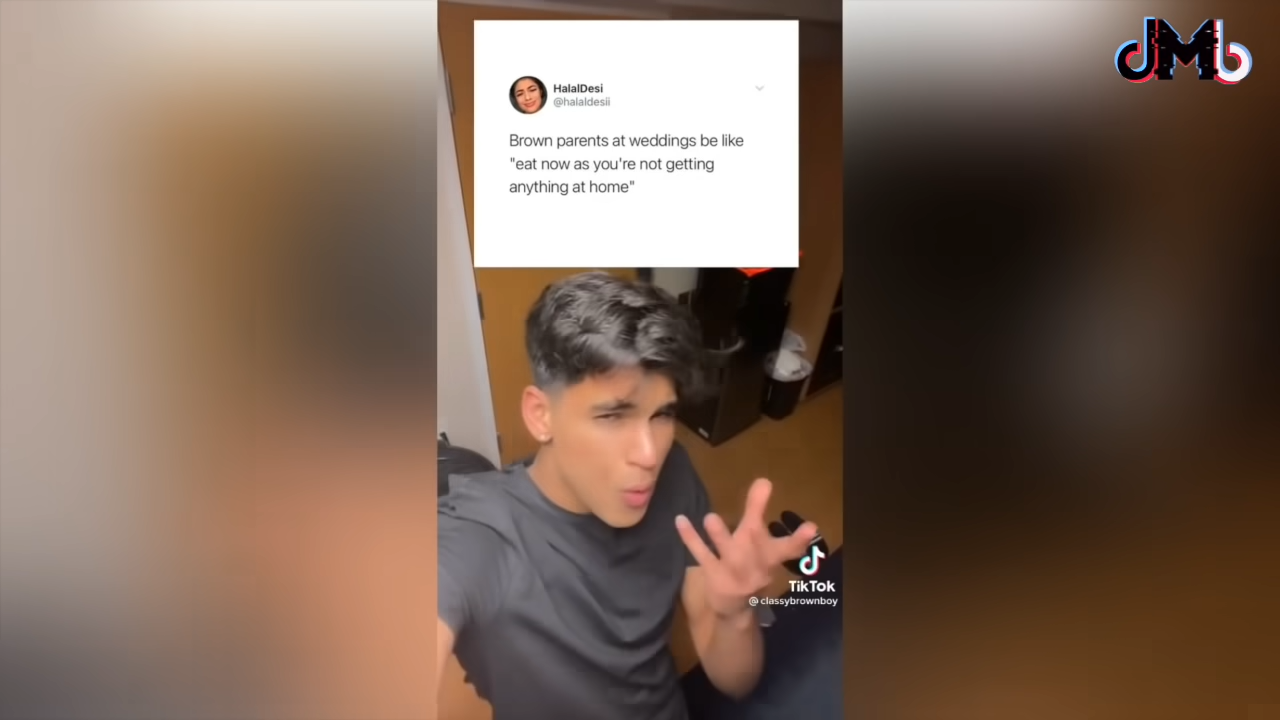 dMb
HalalDesi
@halaldesii
Brown parents at weddings be like
"eat now as you're not getting
anything at home"
TikTok
@classybrownboy